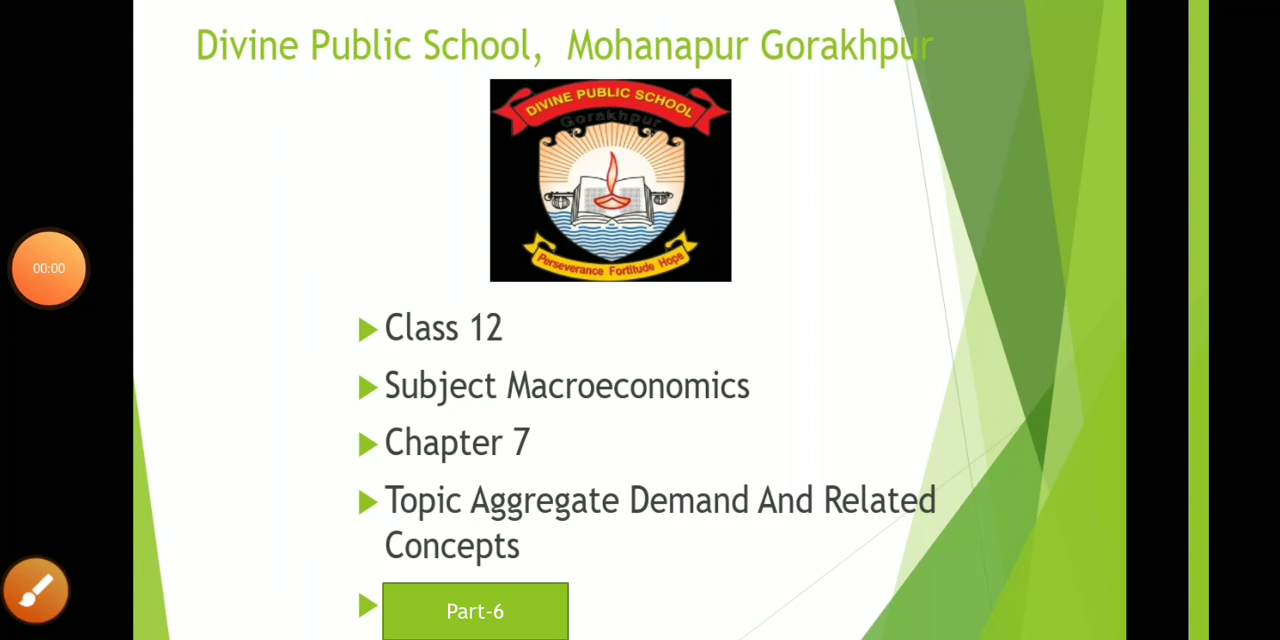 Divine Public School, Mohanapur Gorakhpur
DIVINE PUBLIC SCHOOL
Gorakhpur
Perseverance Fortitude Hope
00:00
Class 12
Subject Macroeconomics
Chapter 7
Topic Aggregate Demand And Related
Concepts
Part-6